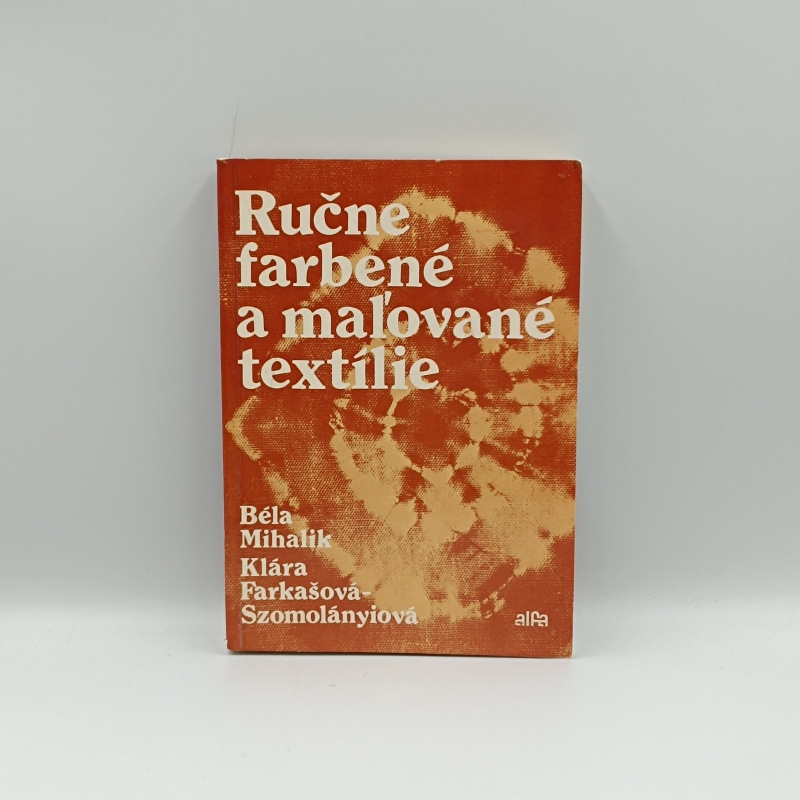 Ručne
farbené
a maľované
textílie
Béla
Mihalik
Klára
Farkašová-
Szomolányiová
alfa